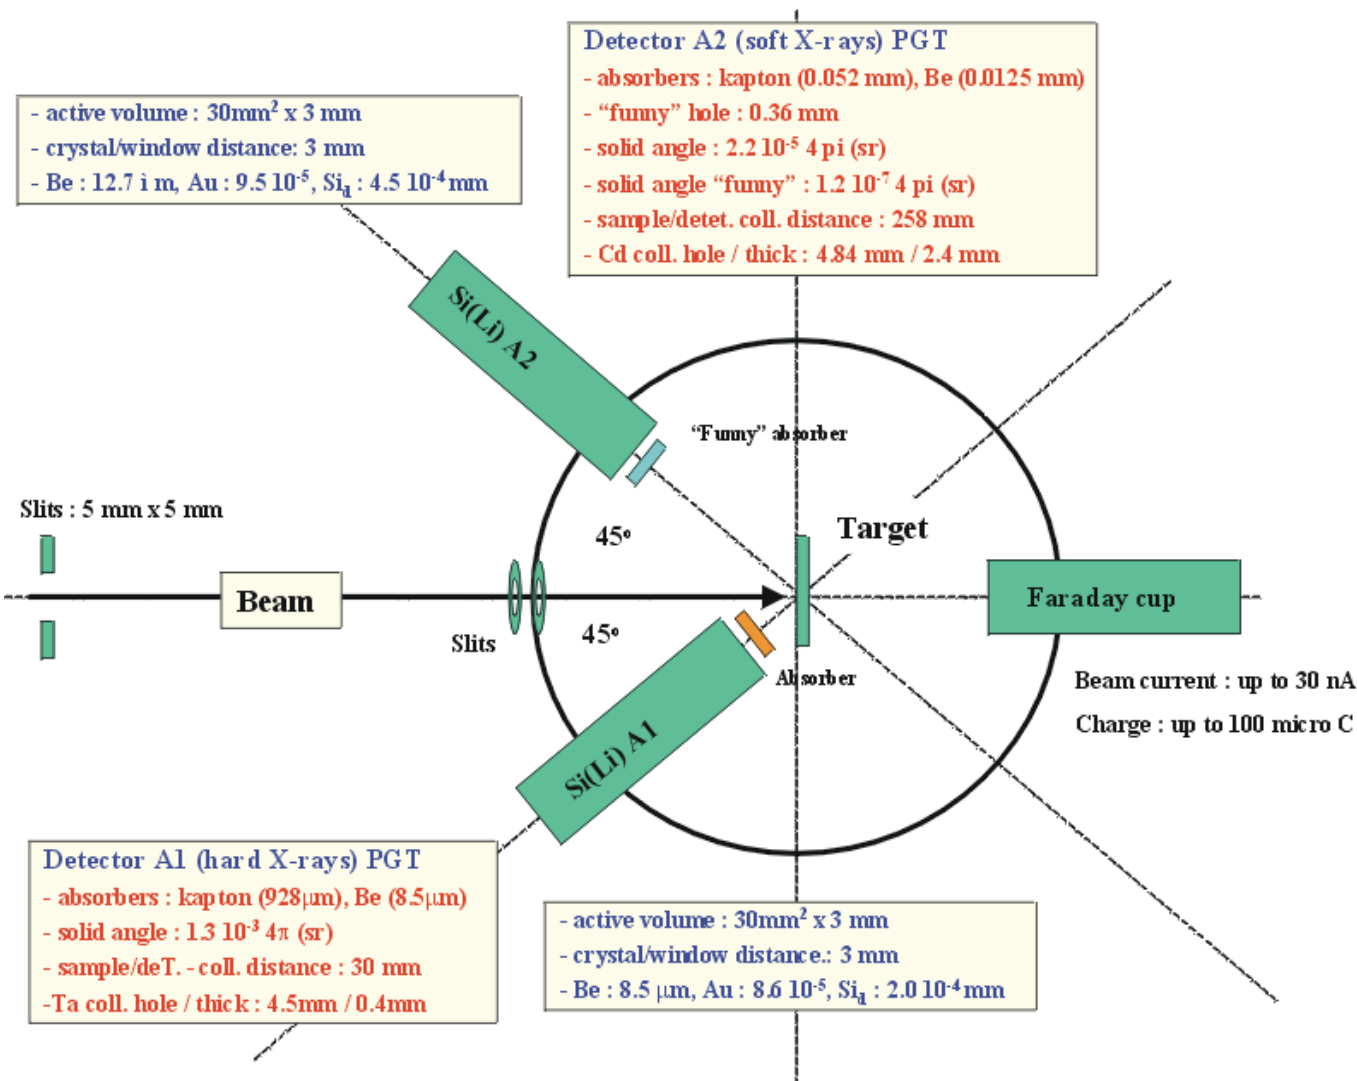 Detector A2 (soft X-rays) PGT
- absorbers : kapton (0.052 mm), Be (0.0125 mm)
- “funny” hole : 0.36 mm
- solid angle : 2.2 10⁻⁵ 4 pi (sr)
- solid angle “funny” : 1.2 10⁻⁷ 4 pi (sr)
- sample/detet. coll. distance : 258 mm
- Cd coll. hole / thick : 4.84 mm / 2.4 mm
- active volume : 30mm² x 3 mm
- crystal/window distance: 3 mm
- Be : 12.7 ì m, Au : 9.5 10⁻⁵, Si_d : 4.5 10⁻⁴ mm
Si(Li) A2
“Funny” absorber
Slits : 5 mm x 5 mm
45°
Target
Beam
Faraday cup
Slits
45°
Absorber
Beam current : up to 30 nA
Charge : up to 100 micro C
Si(Li) A1
Detector A1 (hard X-rays) PGT
- absorbers : kapton (928μm), Be (8.5μm)
- solid angle : 1.3 10⁻³ 4π (sr)
- sample/deT. - coll. distance : 30 mm
-Ta coll. hole / thick : 4.5mm / 0.4mm
- active volume : 30mm² x 3 mm
- crystal/window distance.: 3 mm
- Be : 8.5 μm, Au : 8.6 10⁻⁵, Si_d : 2.0 10⁻⁴ mm